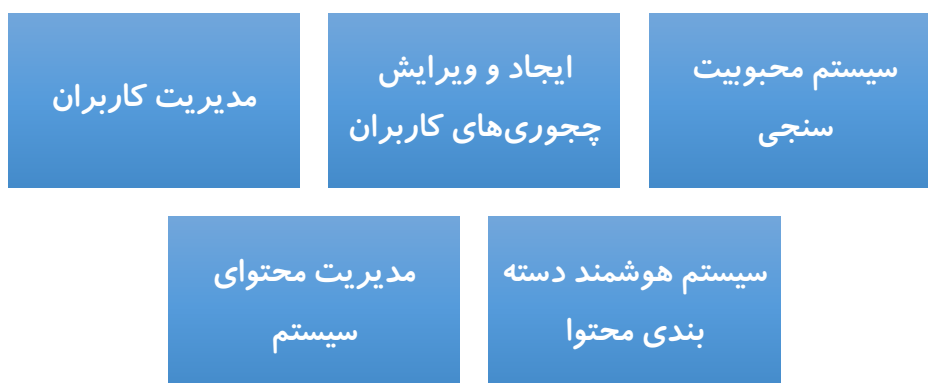 سیستم محبوبیت
سنجی
ایجاد و ویرایش
چجوری‌های کاربران
مدیریت کاربران
سیستم هوشمند دسته
بندی محتوا
مدیریت محتوای
سیستم